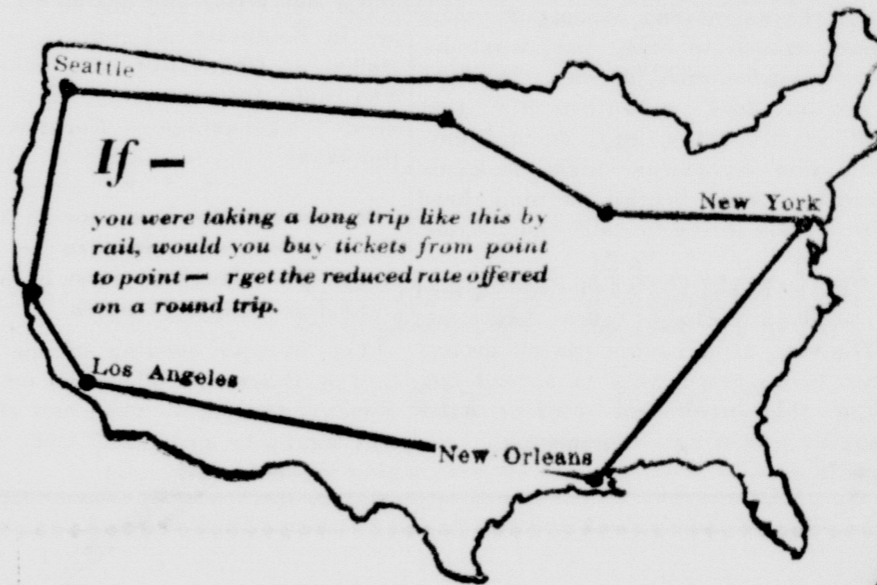 Seattle
If —
New York
you were taking a long trip like this by
rail, would you buy tickets from point
to point — rget the reduced rate offered
on a round trip.
Los Angeles
New Orleans